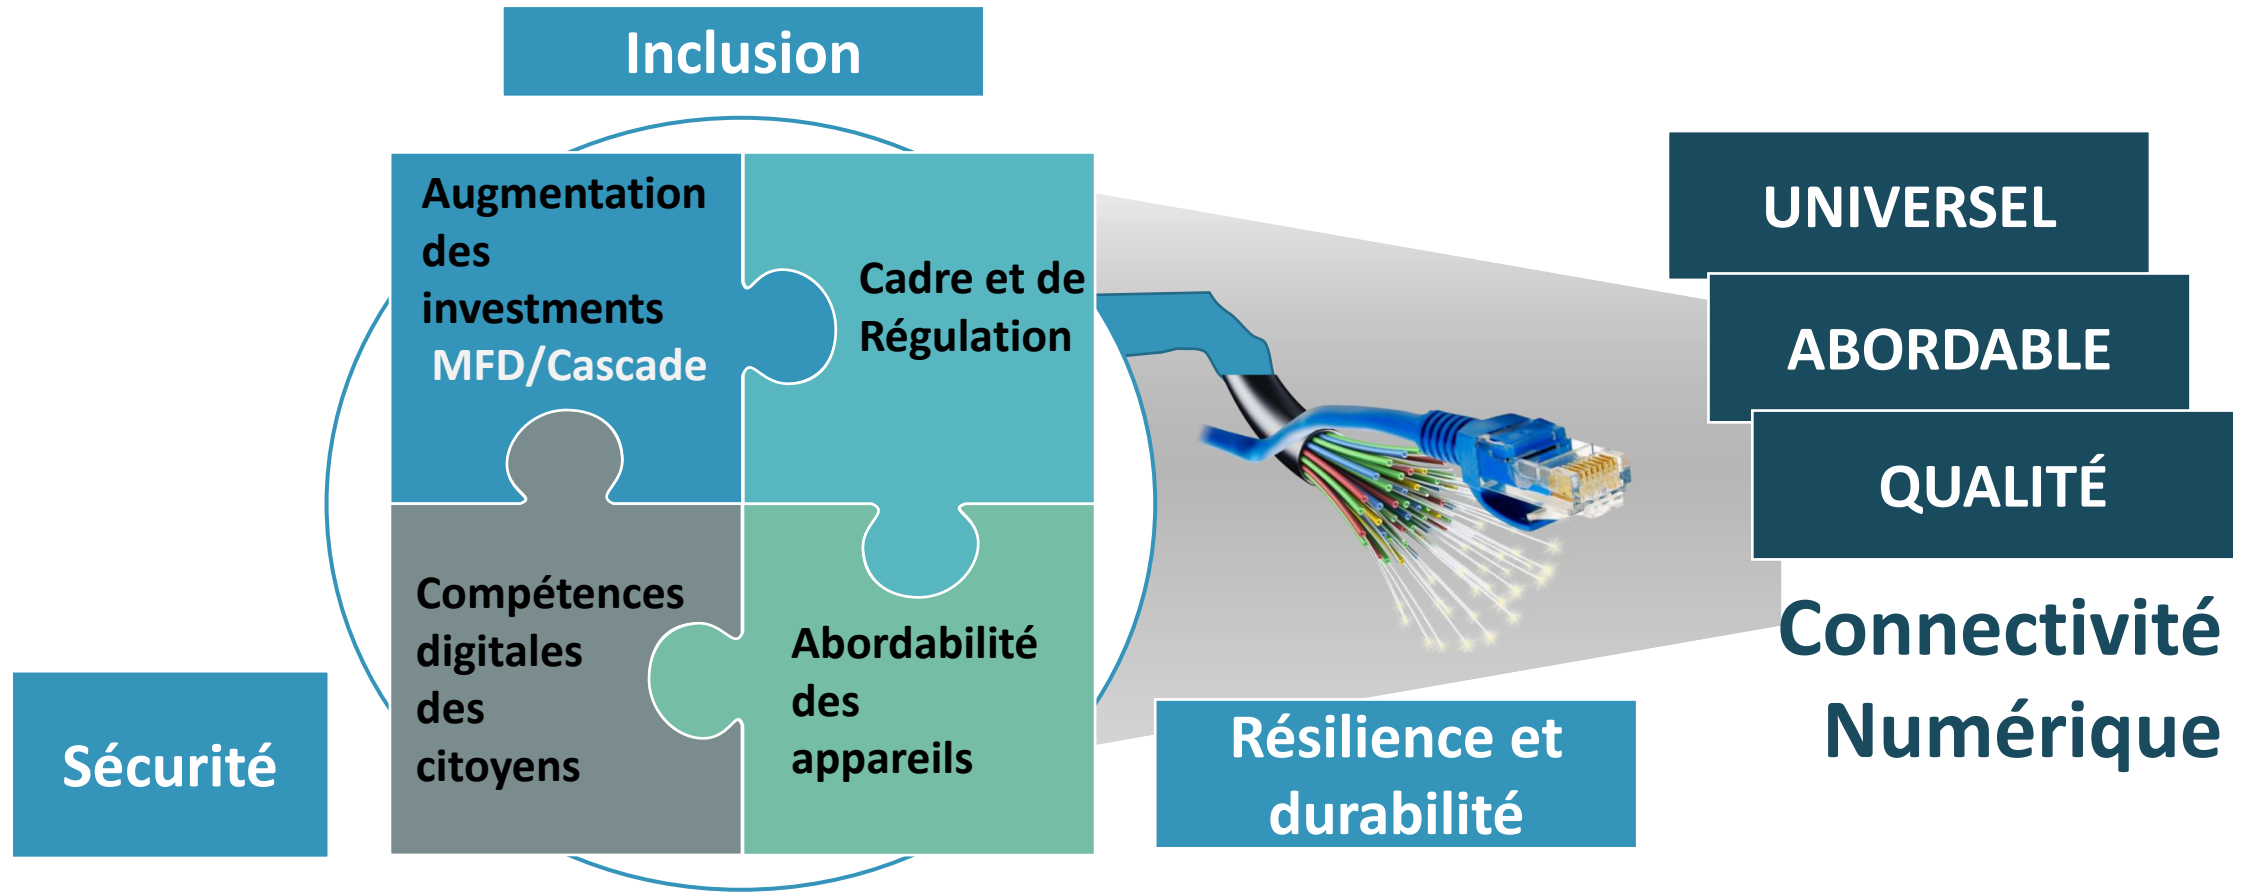 Inclusion
Augmentation
des
investments
MFD/Cascade
Cadre et de
Régulation
Compétences
digitales
des
citoyens
Abordabilité
des
appareils
Sécurité
Résilience et
durabilité
UNIVERSEL
ABORDABLE
QUALITÉ
Connectivité
Numérique